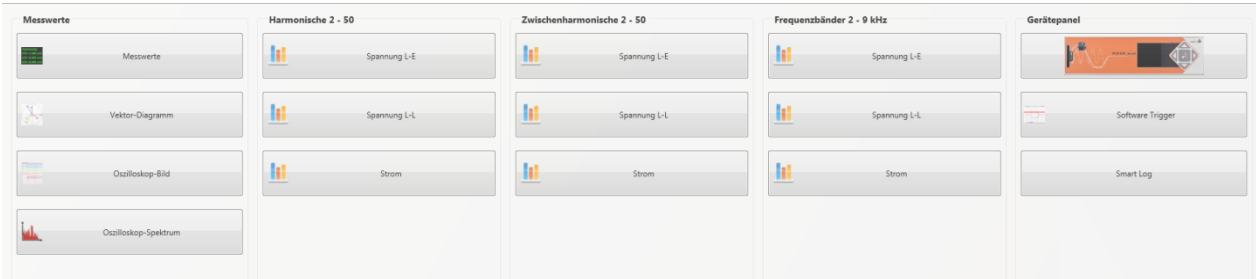 Messwerte
Messwerte
Vektor-Diagramm
Oszilloskop-Bild
Oszilloskop-Spektrum
Harmonische 2 - 50
Spannung L-E
Spannung L-L
Strom
Zwischenharmonische 2 - 50
Spannung L-E
Spannung L-L
Strom
Frequenzbänder 2 - 9 kHz
Spannung L-E
Spannung L-L
Strom
Gerätepanel
Software Trigger
Smart Log